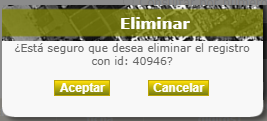 Eliminar
¿Está seguro que desea eliminar el registro
con id: 40946?
Aceptar Cancelar